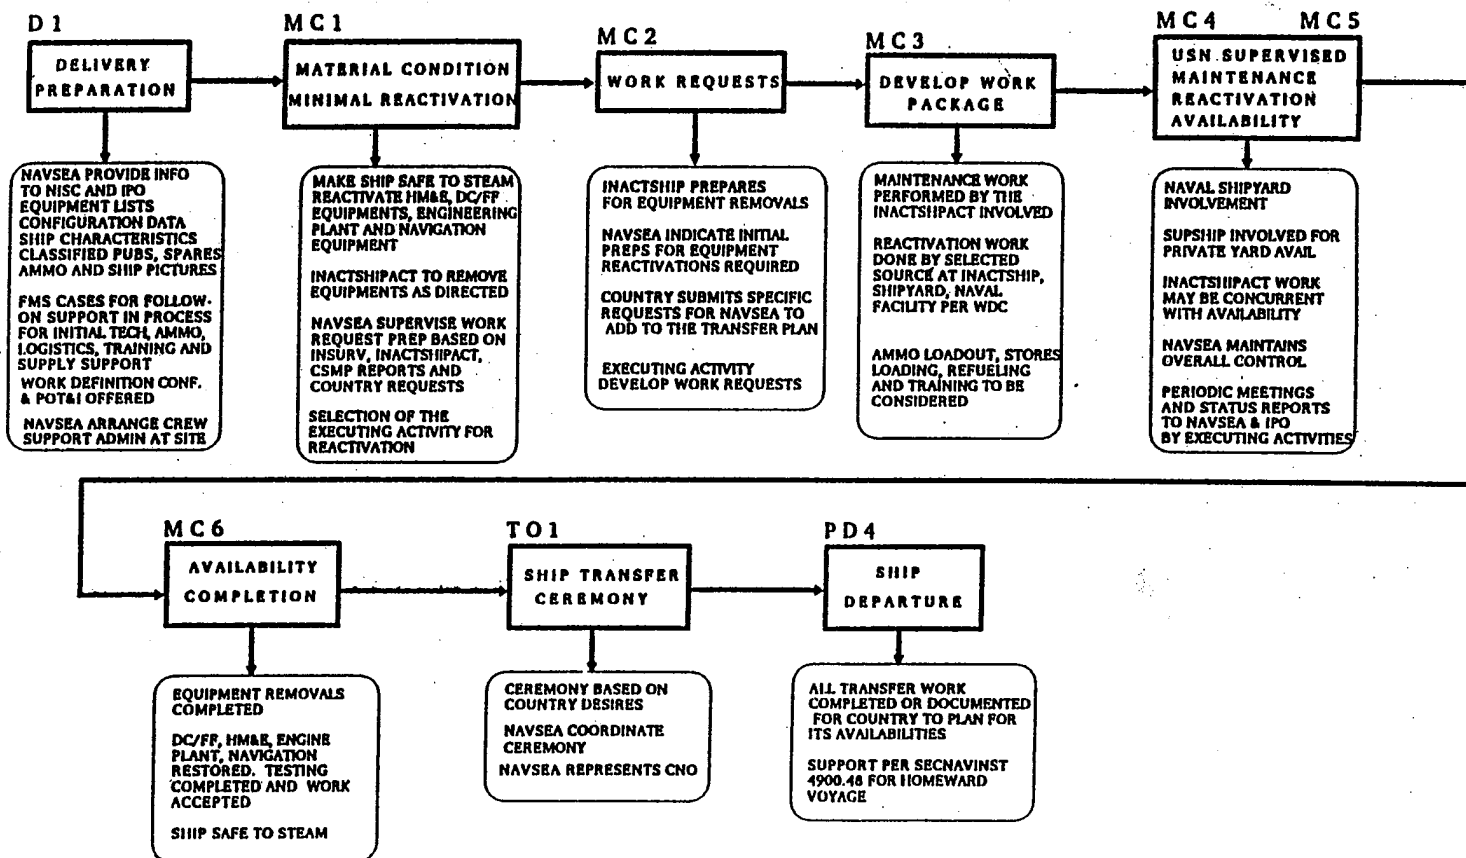 D1
DELIVERY
PREPARATION
NAVSEA PROVIDE INFO
TO NISC AND IPO
EQUIPMENT LISTS
CONFIGURATION DATA
SHIP CHARACTERISTICS
CLASSIFIED PUBS, SPARES
AMMO AND SHIP PICTURES
FMS CASES FOR FOLLOW-
ON SUPPORT IN PROCESS
FOR INITIAL TECH, AMMO,
LOGISTICS, TRAINING AND
SUPPLY SUPPORT
WORK DEFINITION CONF.
& POT&I OFFERED
NAVSEA ARRANGE CREW
SUPPORT ADMIN AT SITE
MC1
MATERIAL CONDITION
MINIMAL REACTIVATION
MAKE SHIP SAFE TO STEAM
REACTIVATE HM&E, DC/FF
EQUIPMENTS, ENGINEERING
PLANT AND NAVIGATION
EQUIPMENT
INACTSHIPACT TO REMOVE
EQUIPMENTS AS DIRECTED
NAVSEA SUPERVISE WORK
REQUEST PREP BASED ON
INSURV, INACTSHIPACT,
CSMP REPORTS AND
COUNTRY REQUESTS
SELECTION OF THE
EXECUTING ACTIVITY FOR
REACTIVATION
MC2
WORK REQUESTS
INACTSHIP PREPARES
FOR EQUIPMENT REMOVALS
NAVSEA INDICATE INITIAL
PREPS FOR EQUIPMENT
REACTIVATIONS REQUIRED
COUNTRY SUBMITS SPECIFIC
REQUESTS FOR NAVSEA TO
ADD TO THE TRANSFER PLAN
EXECUTING ACTIVITY
DEVELOP WORK REQUESTS
MC3
DEVELOP WORK
PACKAGE
MAINTENANCE WORK
PERFORMED BY THE
INACTSHIPACT INVOLVED
REACTIVATION WORK
DONE BY SELECTED
SOURCE AT INACTSHIP,
SHIPYARD, NAVAL
FACILITY PER WDC
AMMO LOADOUT, STORES
LOADING, REFUELING
AND TRAINING TO BE
CONSIDERED
MC4 MC5
USN SUPERVISED
MAINTENANCE
REACTIVATION
AVAILABILITY
NAVAL SHIPYARD
INVOLVEMENT
SUPSHIP INVOLVED FOR
PRIVATE YARD AVAIL
INACTSHIPACT WORK
MAY BE CONCURRENT
WITH AVAILABILITY
NAVSEA MAINTAINS
OVERALL CONTROL
PERIODIC MEETINGS
AND STATUS REPORTS
TO NAVSEA & IPO
BY EXECUTING ACTIVITIES
MC6
AVAILABILITY
COMPLETION
EQUIPMENT REMOVALS
COMPLETED
DC/FF, HM&E, ENGINE
PLANT, NAVIGATION
RESTORED. TESTING
COMPLETED AND WORK
ACCEPTED
SHIP SAFE TO STEAM
TO1
SHIP TRANSFER
CEREMONY
CEREMONY BASED ON
COUNTRY DESIRES
NAVSEA COORDINATE
CEREMONY
NAVSEA REPRESENTS CNO
PD4
SHIP
DEPARTURE
ALL TRANSFER WORK
COMPLETED OR DOCUMENTED
FOR COUNTRY TO PLAN FOR
ITS AVAILABILITIES
SUPPORT PER SECNAVINST
4900.48 FOR HOMEWARD
VOYAGE